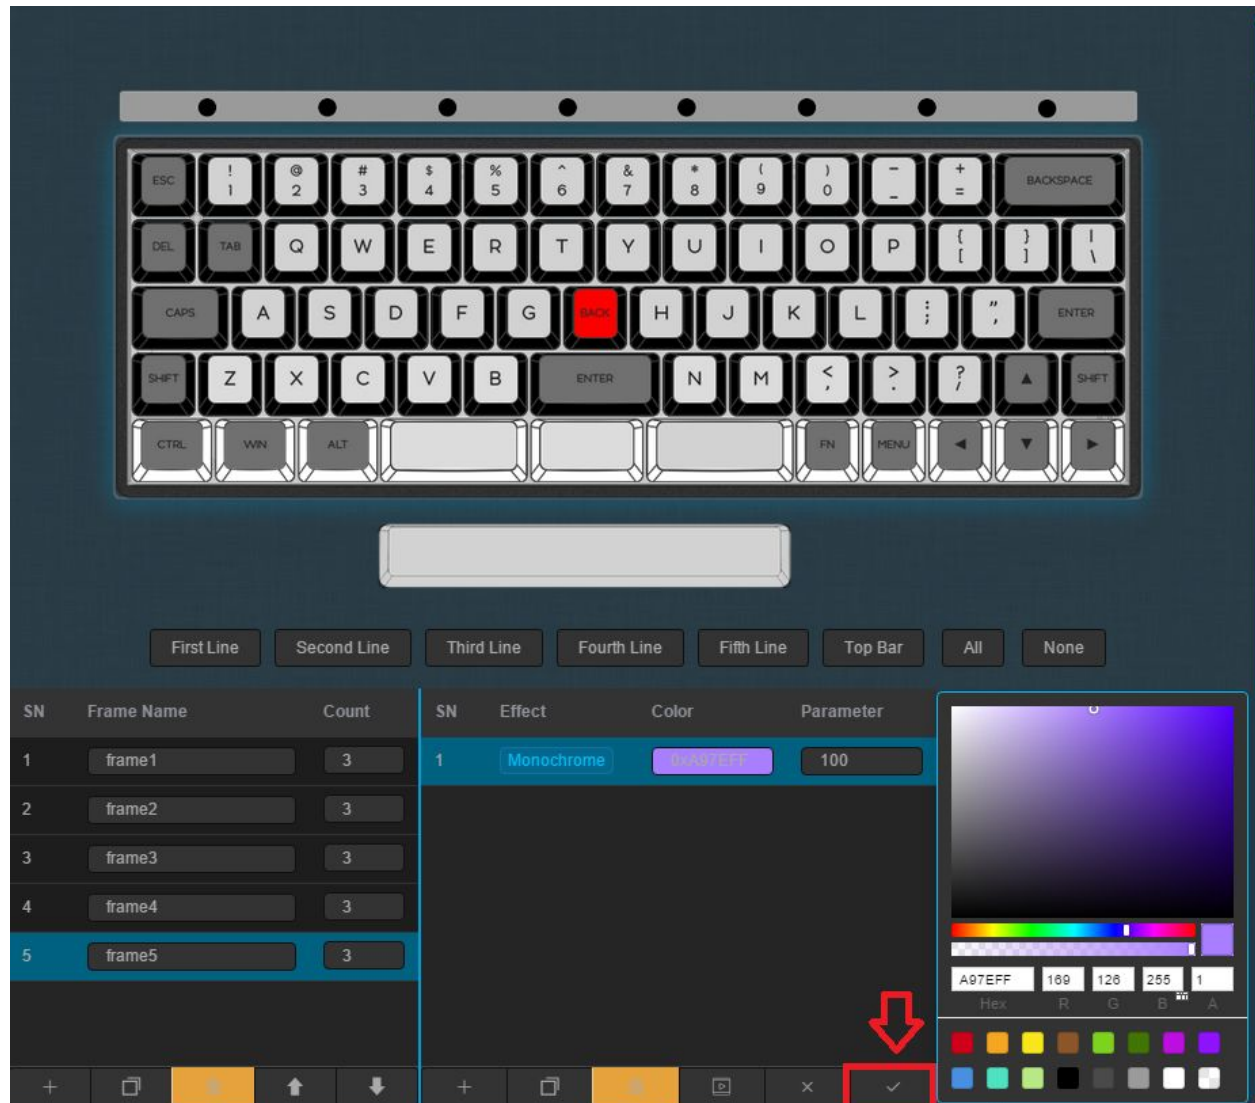 ESC ! 1 @ 2 # 3 $ 4 % 5 ^ 6 & 7 * 8 ( 9 ) 0 - _ + = BACKSPACE
DEL TAB Q W E R T Y U I O P { [ } ] | \
CAPS A S D F G BACK H J K L : ; " , ENTER
SHIFT Z X C V B ENTER N M < , > . ? / ▲ SHIFT
CTRL WIN ALT FN MENU ◄ ▼ ►
First Line Second Line Third Line Fourth Line Fifth Line Top Bar All None
SN Frame Name Count SN Effect Color Parameter
1 frame1 3 1 Monochrome 0xA97EFF 100
2 frame2 3
3 frame3 3
4 frame4 3
5 frame5 3
A97EFF 169 126 255 1
Hex R G B A